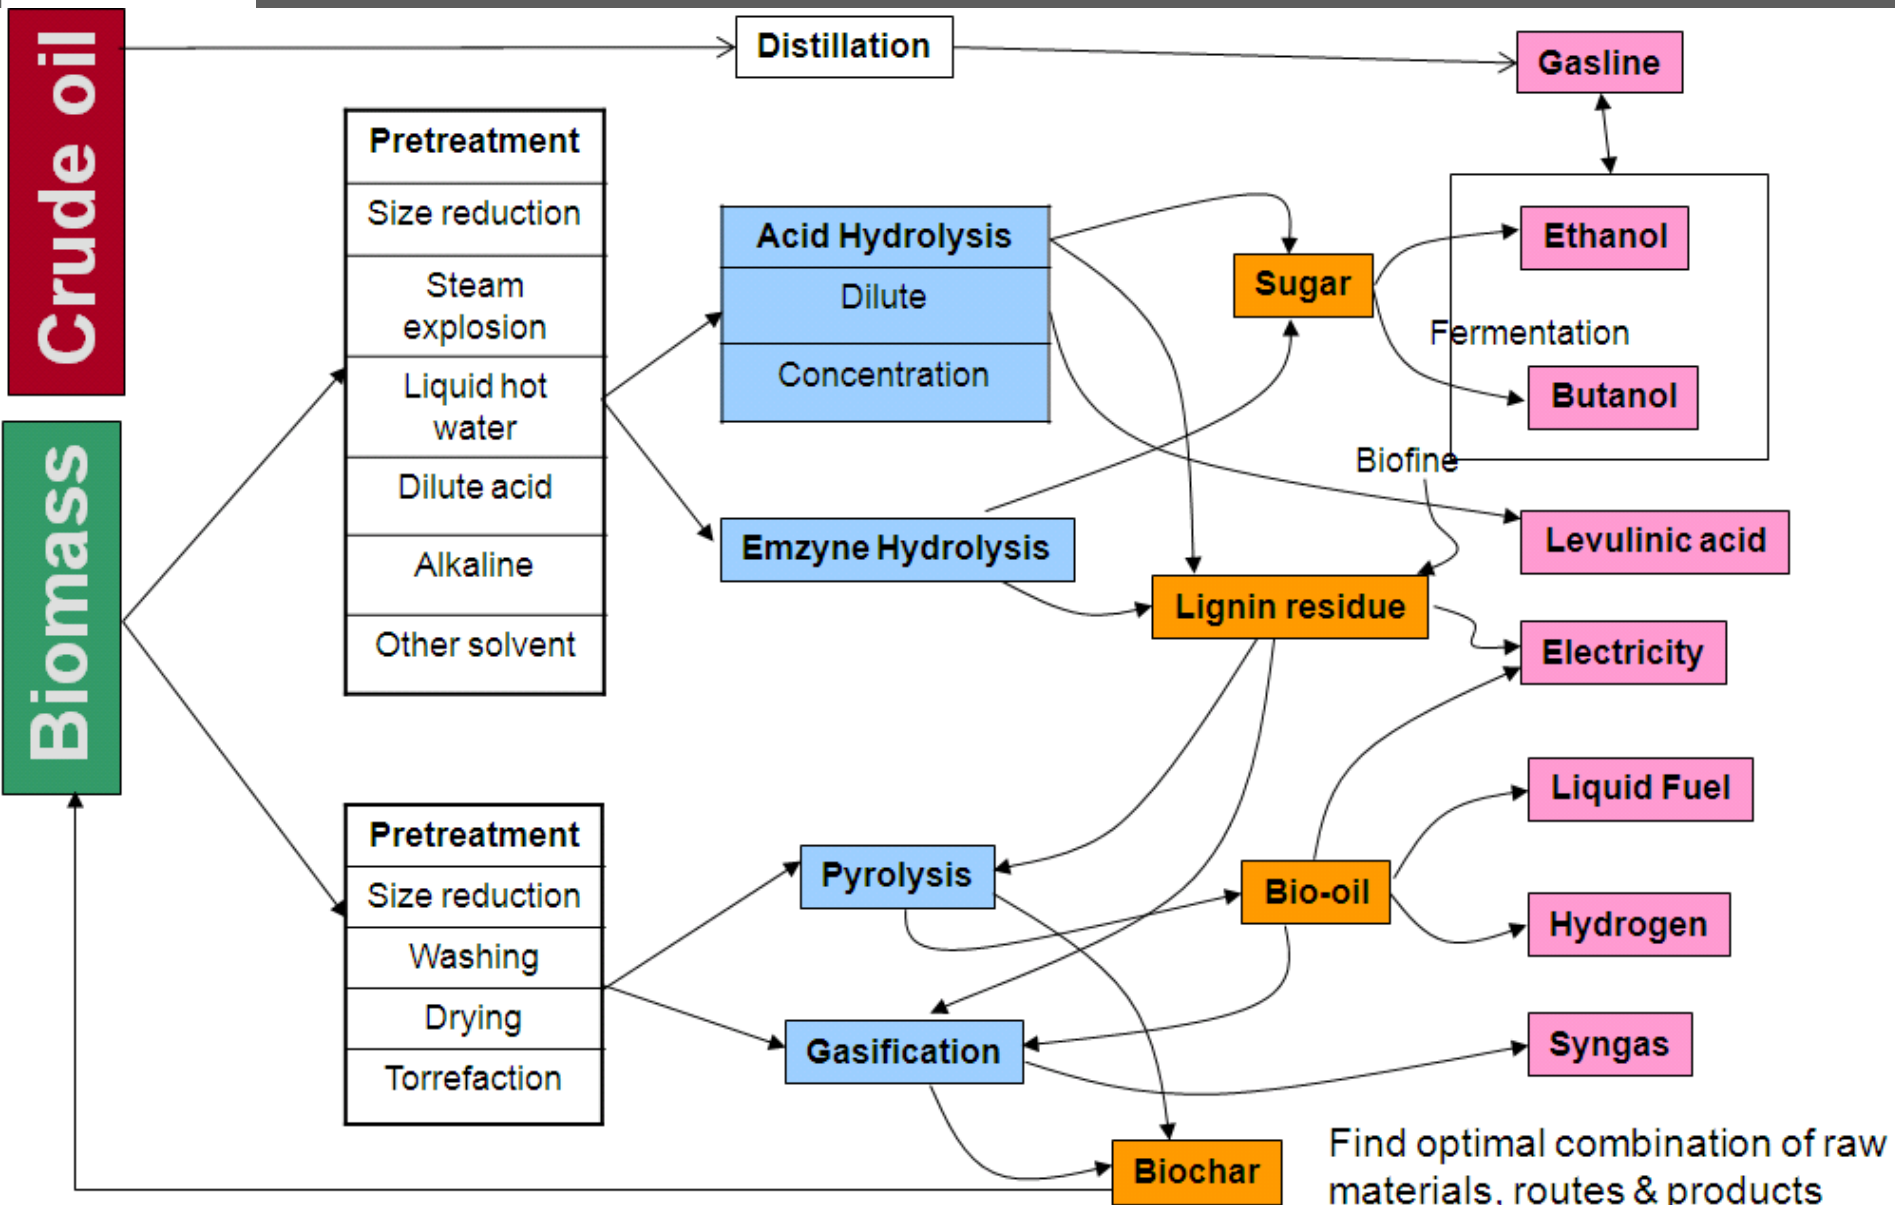 Crude oil
Biomass
Distillation
Gasline
Pretreatment
Size reduction
Steam
explosion
Liquid hot
water
Dilute acid
Alkaline
Other solvent
Acid Hydrolysis
Dilute
Concentration
Emzyne Hydrolysis
Sugar
Ethanol
Fermentation
Butanol
Biofine
Levulinic acid
Lignin residue
Electricity
Pretreatment
Size reduction
Washing
Drying
Torrefaction
Pyrolysis
Gasification
Bio-oil
Liquid Fuel
Hydrogen
Syngas
Biochar
Find optimal combination of raw
materials, routes & products